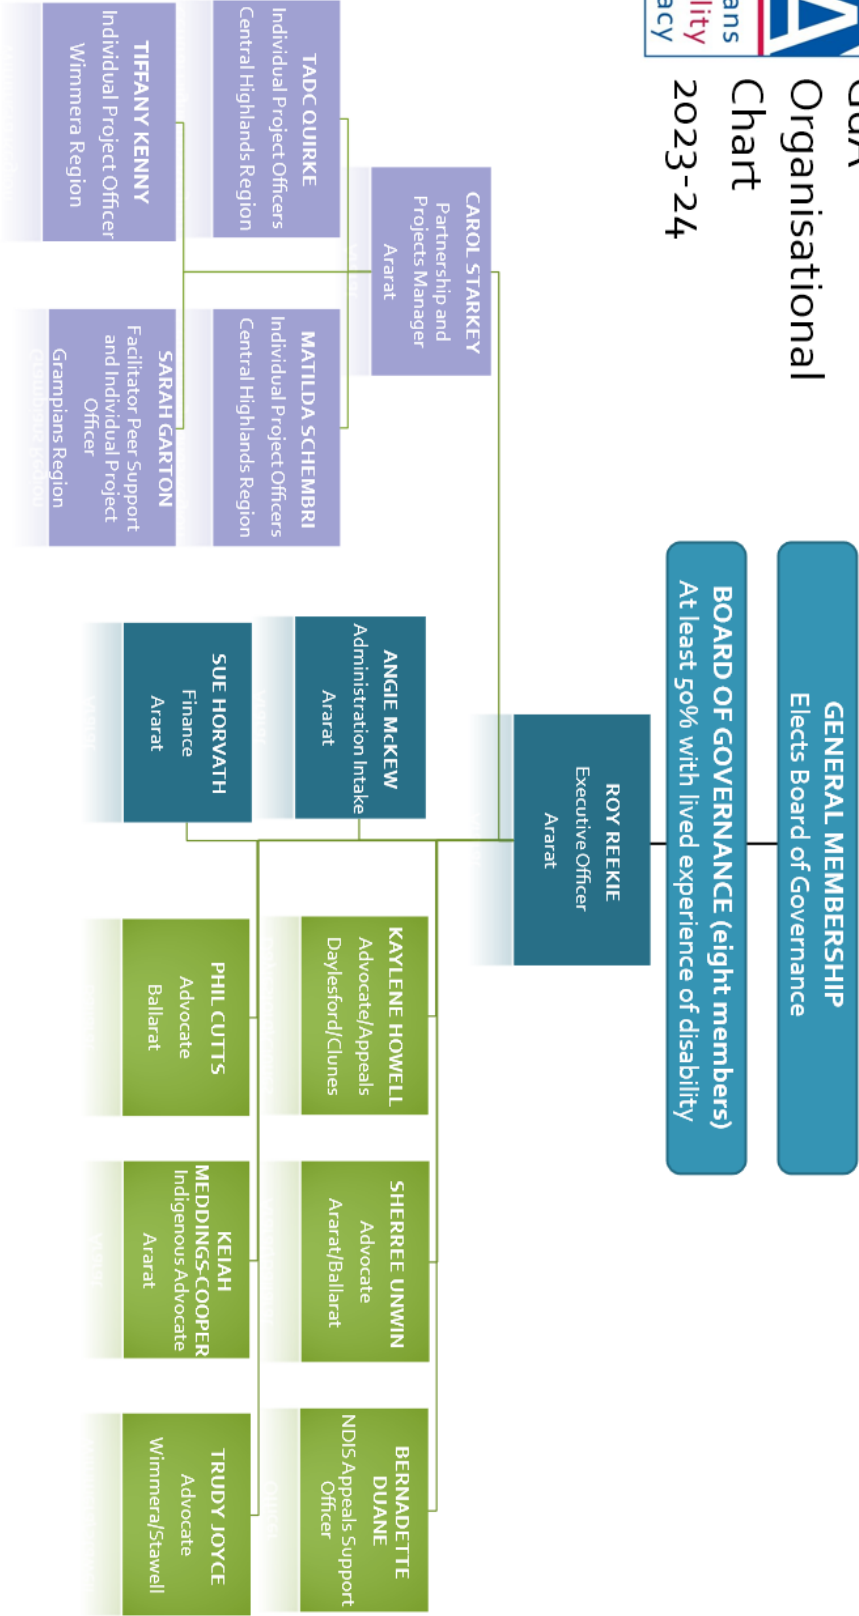 ans
lity
acy
GdA
Organisational
Chart
2023-24
GENERAL MEMBERSHIP
Elects Board of Governance
BOARD OF GOVERNANCE (eight members)
At least 50% with lived experience of disability
ROY REEKIE
Executive Officer
Ararat
CAROL STARKEY
Partnership and
Projects Manager
Ararat
TADC QUIRKE
Individual Project Officers
Central Highlands Region
MATILDA SCHEMBRI
Individual Project Officers
Central Highlands Region
TIFFANY KENNY
Individual Project Officer
Wimmera Region
SARAH GARTON
Facilitator Peer Support
and Individual Project
Officer
Grampians Region
ANGIE McKEW
Administration Intake
Ararat
SUE HORVATH
Finance
Ararat
KAYLENE HOWELL
Advocate/Appeals
Daylesford/Clunes
SHERREE UNWIN
Advocate
Ararat/Ballarat
BERNADETTE
DUANE
NDIS Appeals Support
Officer
PHIL CUTTS
Advocate
Ballarat
KEIAH
MEDDINGS-COOPER
Indigenous Advocate
Ararat
TRUDY JOYCE
Advocate
Wimmera/Stawell